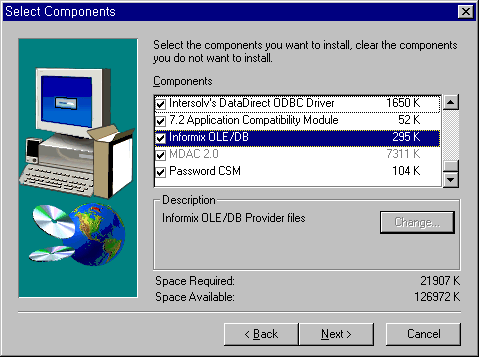 Select Components
Select the components you want to install, clear the components
you do not want to install.
Components
Intersolv's DataDirect ODBC Driver 1650 K
7.2 Application Compatibility Module 52 K
Informix OLE/DB 295 K
MDAC 2.0 7311 K
Password CSM 104 K
Description
Informix OLE/DB Provider files
Change...
Space Required: 21907 K
Space Available: 126972 K
< Back
Next >
Cancel